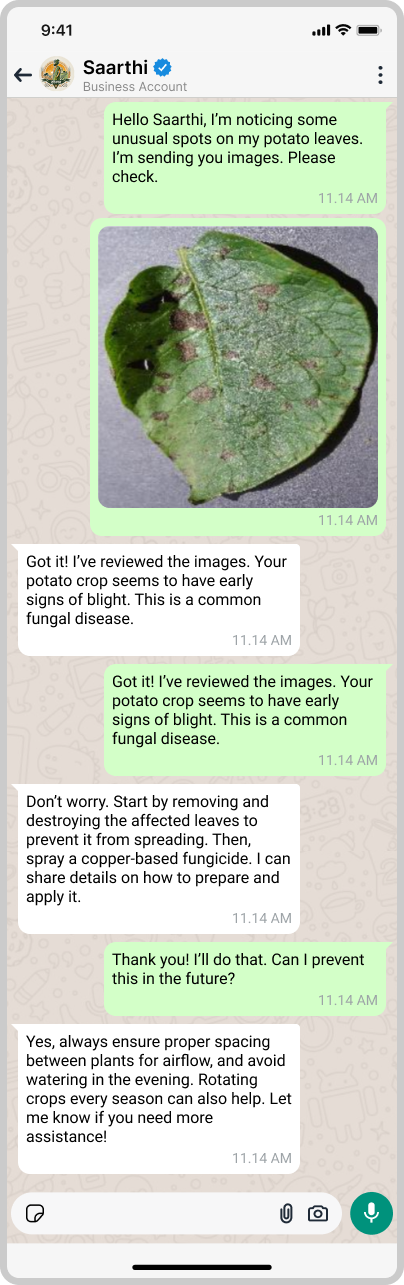 9:41
Saarthi
Business Account
Hello Saarthi, I’m noticing some
unusual spots on my potato leaves.
I’m sending you images. Please
check.
11.14 AM
11.14 AM
Got it! I’ve reviewed the images. Your
potato crop seems to have early
signs of blight. This is a common
fungal disease.
11.14 AM
Got it! I’ve reviewed the images. Your
potato crop seems to have early
signs of blight. This is a common
fungal disease.
11.14 AM
Don’t worry. Start by removing and
destroying the affected leaves to
prevent it from spreading. Then,
spray a copper-based fungicide. I can
share details on how to prepare and
apply it.
11.14 AM
Thank you! I’ll do that. Can I prevent
this in the future?
11.14 AM
Yes, always ensure proper spacing
between plants for airflow, and avoid
watering in the evening. Rotating
crops every season can also help. Let
me know if you need more
assistance!
11.14 AM